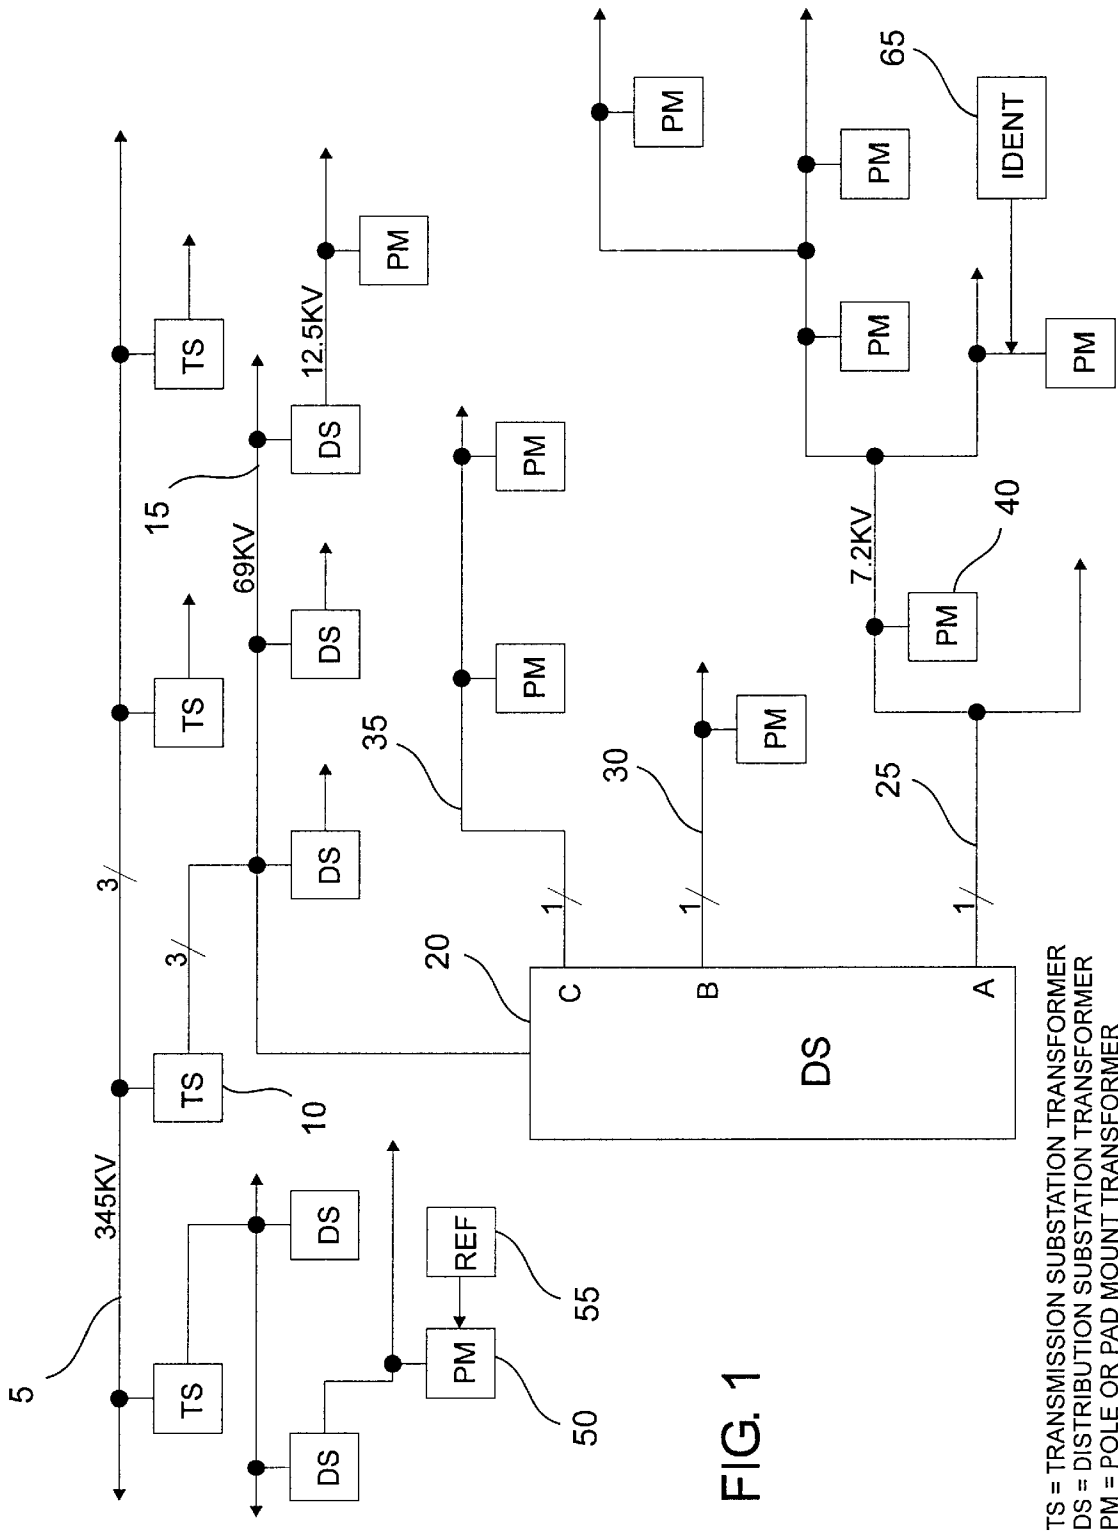 5
345KV
3
15
3
TS
TS
TS
TS
69KV
10
12.5KV
DS
DS
DS
DS
DS
35
PM
20
PM
REF
PM
PM
1
C
50
55
30
PM
1
B
FIG. 1
PM
DS
7.2KV
PM
PM
25
65
PM
1
A
40
IDENT
PM
TS = TRANSMISSION SUBSTATION TRANSFORMER
DS = DISTRIBUTION SUBSTATION TRANSFORMER
PM = POLE OR PAD MOUNT TRANSFORMER